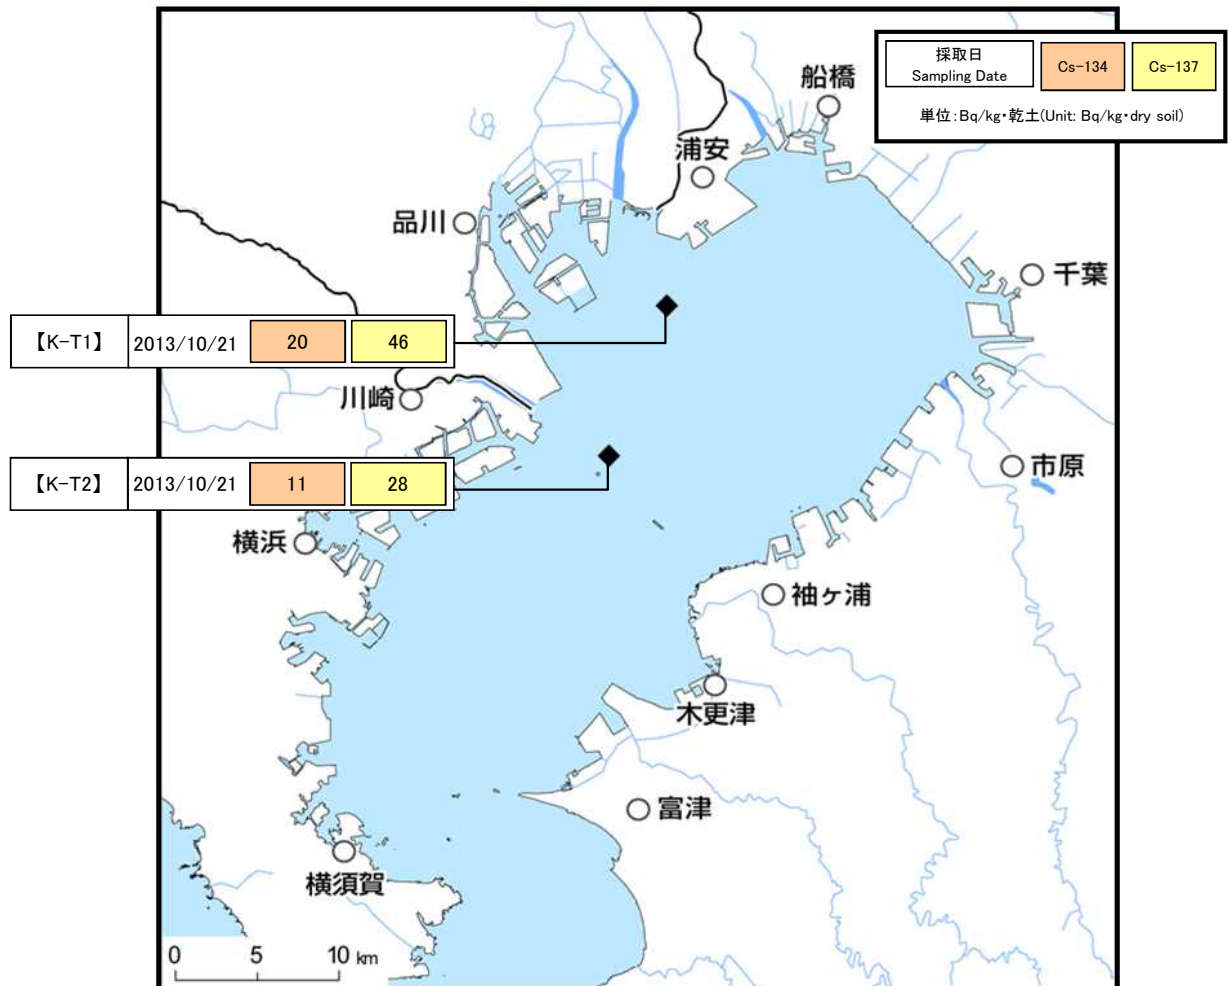 採取日
Sampling Date
Cs-134
Cs-137
単位:Bq/kg・乾土(Unit: Bq/kg・dry soil)
船橋
浦安
品川
千葉
【K-T1】 2013/10/21 20 46
川崎
市原
【K-T2】 2013/10/21 11 28
横浜
袖ヶ浦
木更津
富津
横須賀
0 5 10 km